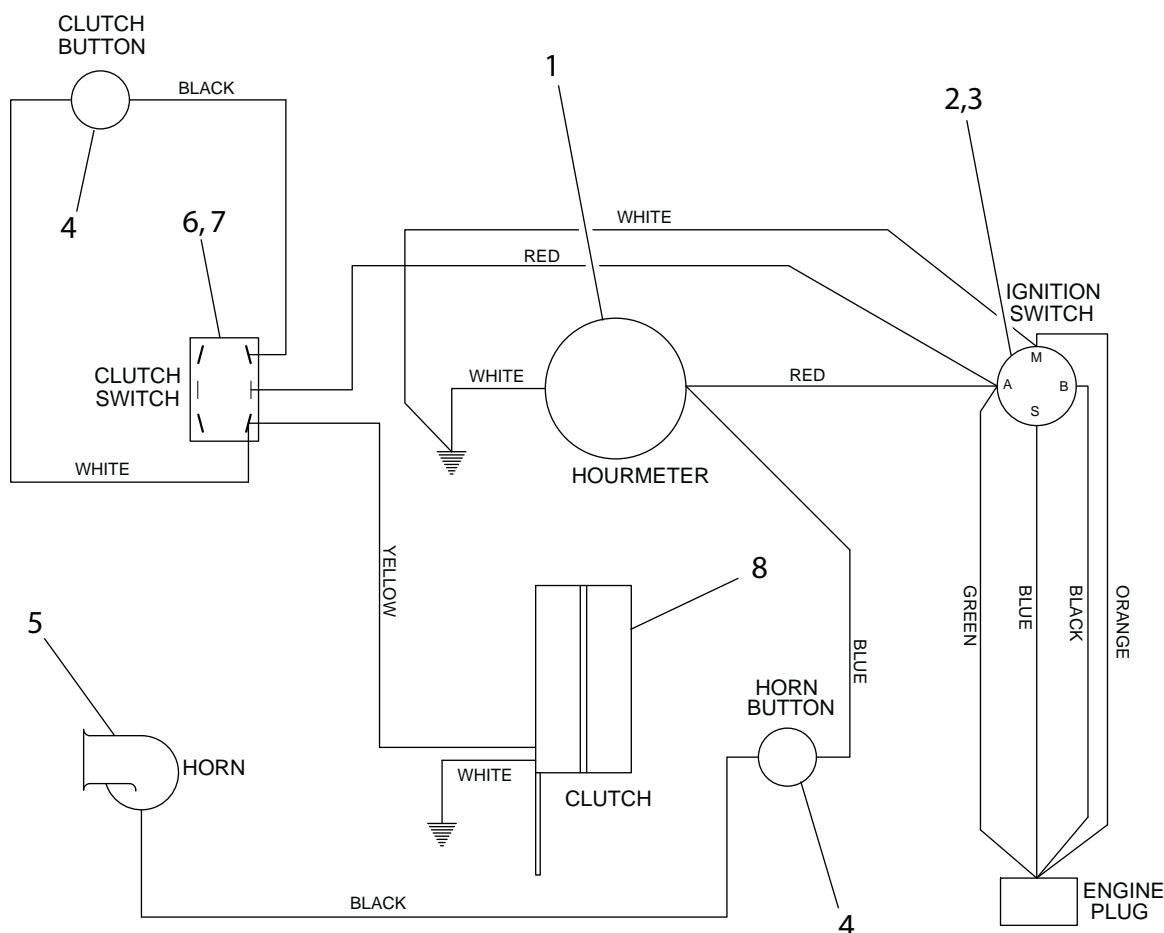 CLUTCH
BUTTON
BLACK
1
2,3
4
6, 7
WHITE
RED
IGNITION
SWITCH
M
A
B
S
CLUTCH
SWITCH
WHITE
RED
WHITE
HOURMETER
YELLOW
8
GREEN
BLUE
BLACK
ORANGE
5
BLUE
HORN
BUTTON
HORN
WHITE
CLUTCH
BLACK
4
ENGINE
PLUG